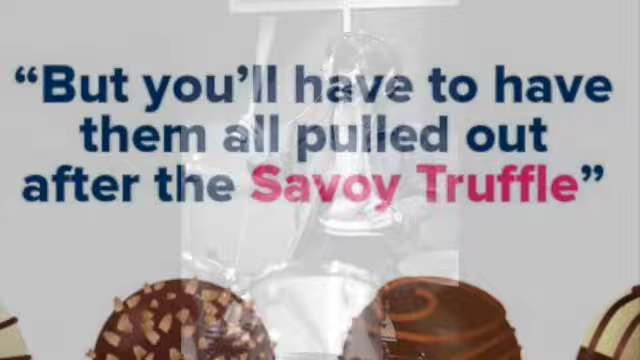 “But you’ll have to have
them all pulled out
after the Savoy Truffle”